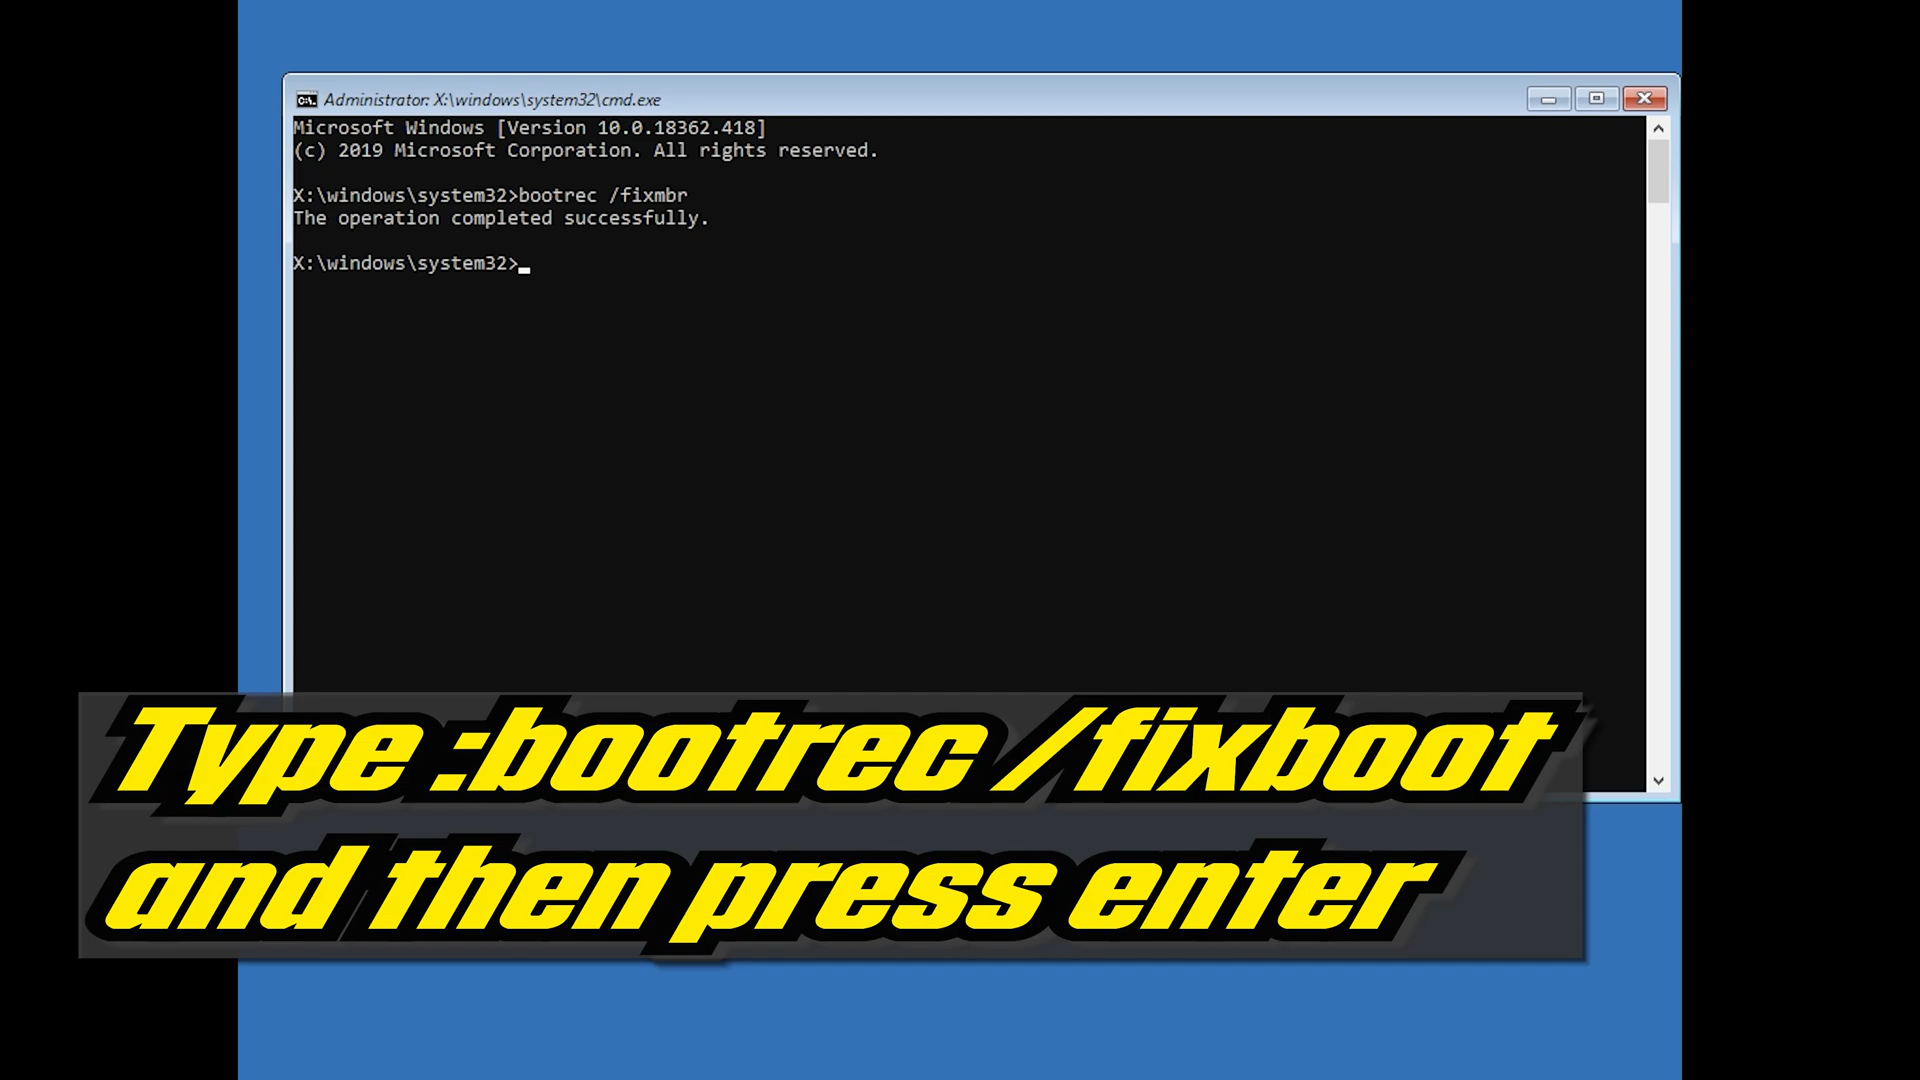 Administrator: X:\windows\system32\cmd.exe
Microsoft Windows [Version 10.0.18362.418]
(c) 2019 Microsoft Corporation. All rights reserved.
X:\windows\system32>bootrec /fixmbr
The operation completed successfully.
X:\windows\system32>
Type :bootrec /fixboot
and then press enter